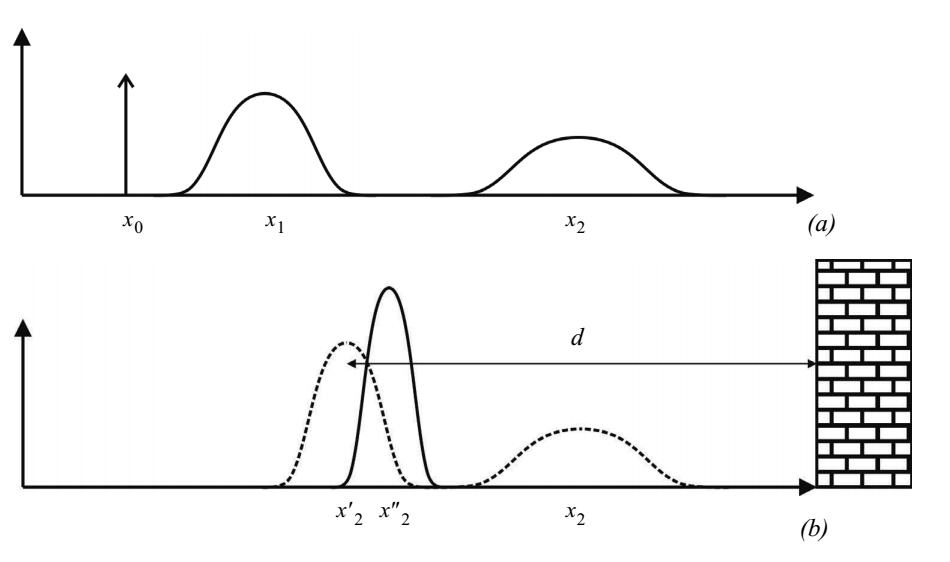 x₀ x₁ x₂ (a)
d
x′₂ x″₂ x₂ (b)